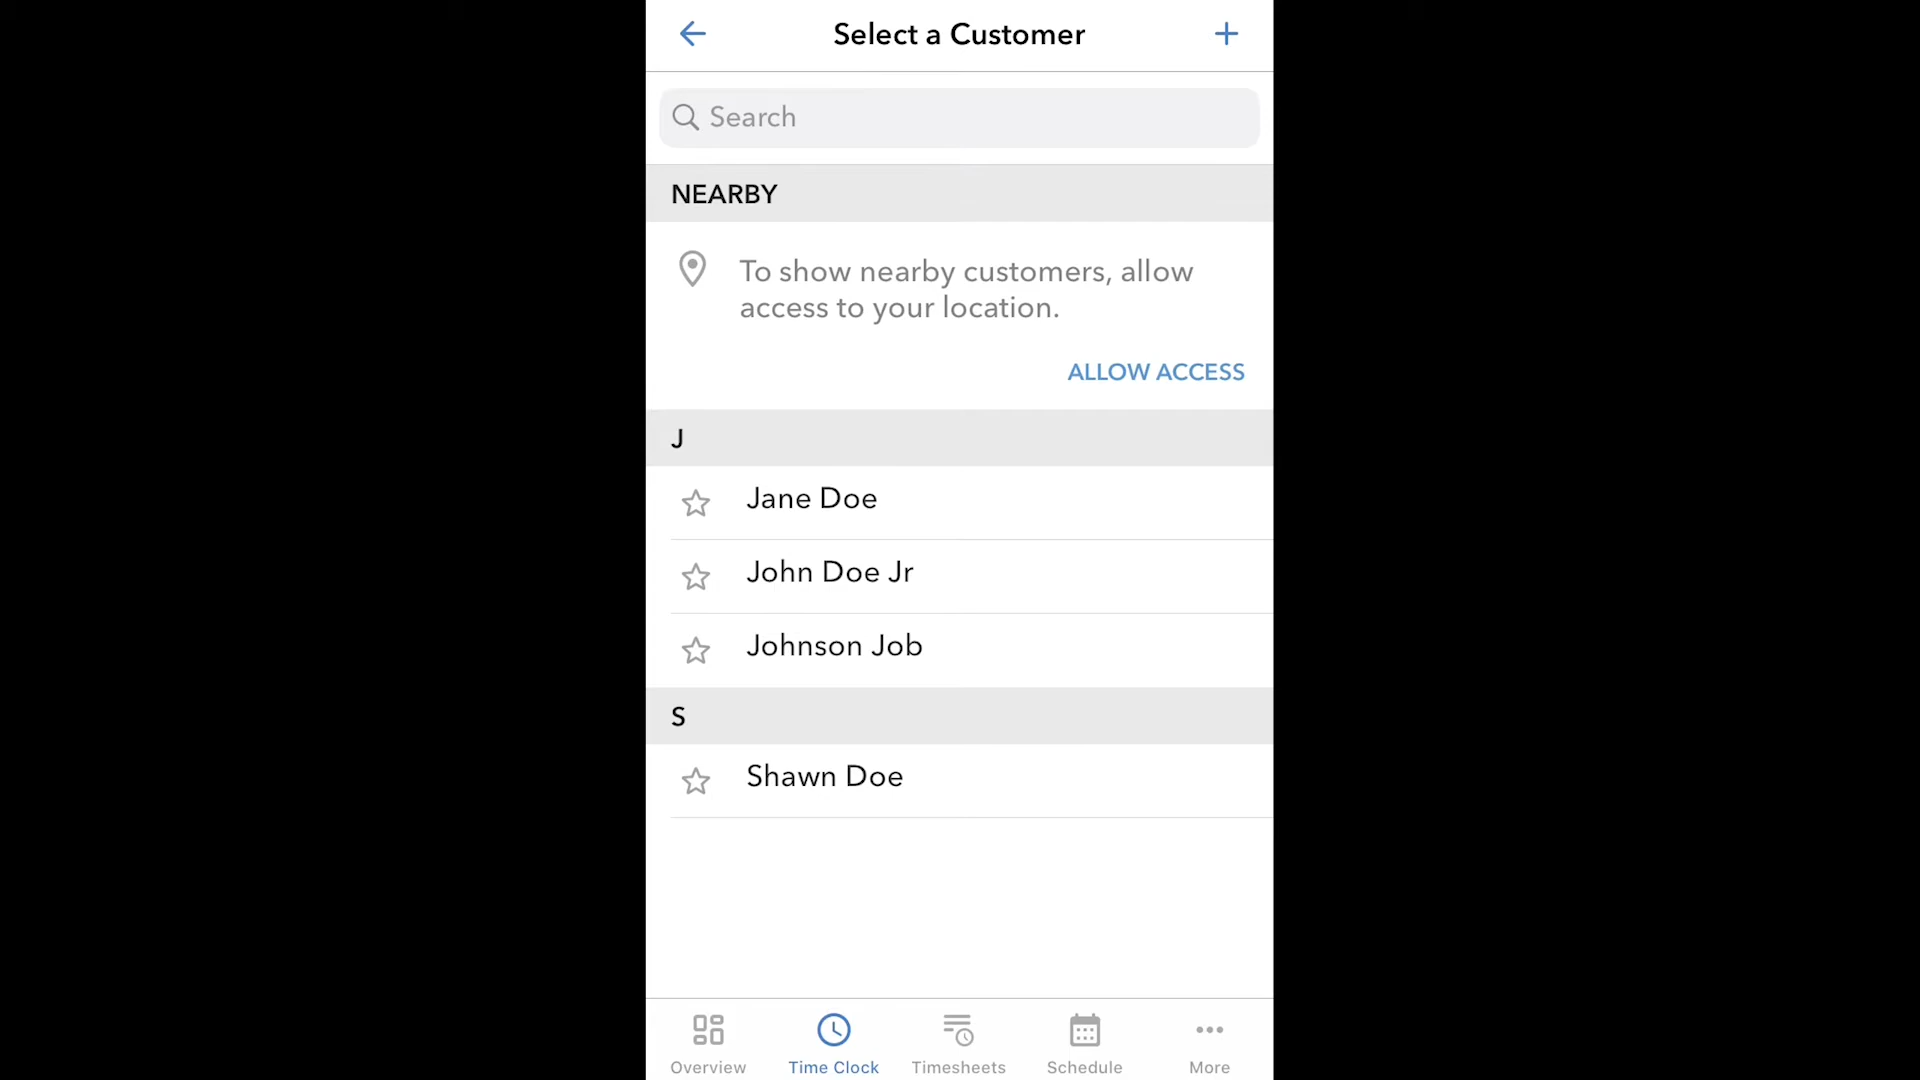 Select a Customer
Search
NEARBY
To show nearby customers, allow
access to your location.
ALLOW ACCESS
J
Jane Doe
John Doe Jr
Johnson Job
S
Shawn Doe
Overview
Time Clock
Timesheets
Schedule
More